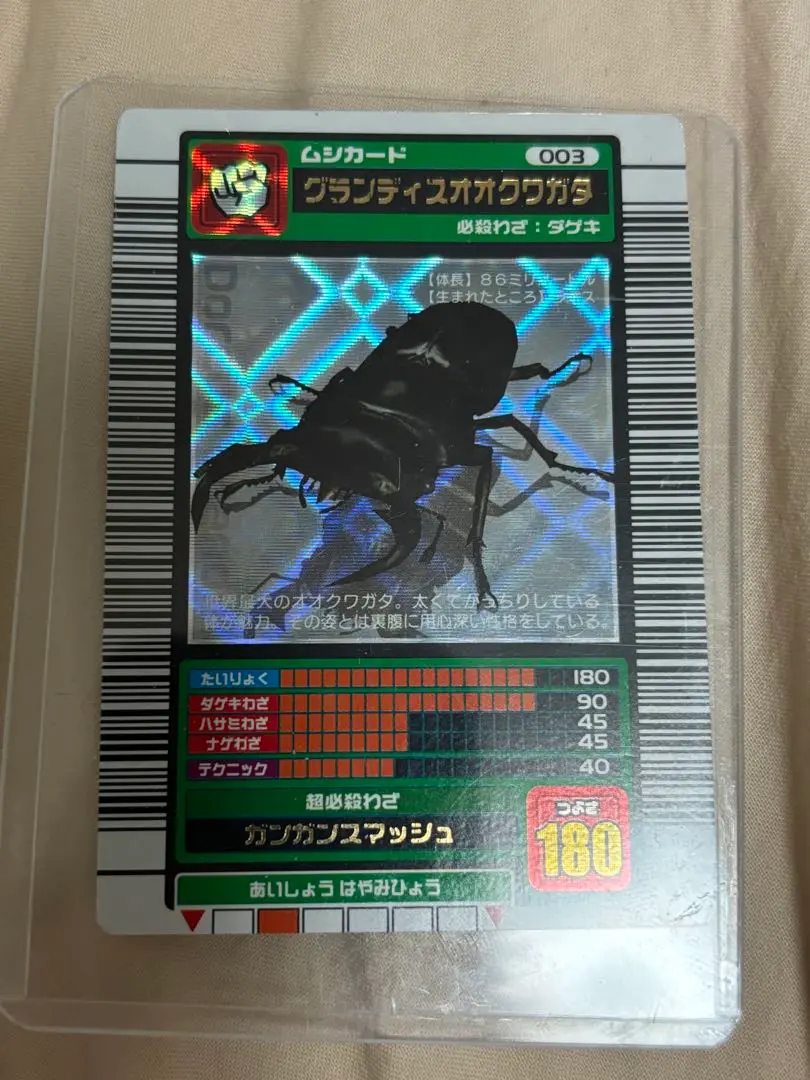 ムシカード 003
グランディスオオクワガタ
必殺わざ：ダゲキ
【体長】８６ミリメートル
【生まれたところ】ラオス
世界最大のオオクワガタ。太くてがっちりしている
体が魅力。その姿とは裏腹に用心深い性格をしている。
たいりょく 180
ダゲキわざ 90
ハサミわざ 45
ナゲわざ 45
テクニック 40
超必殺わざ
ガンガンスマッシュ
つよさ
180
あいしょうはやみひょう